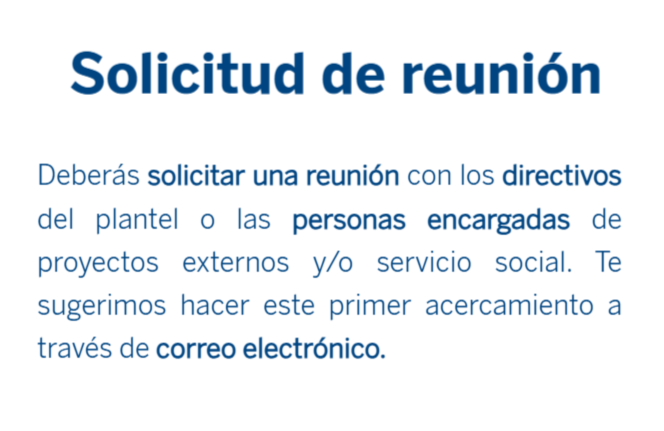 Solicitud de reunión
Deberás solicitar una reunión con los directivos
del plantel o las personas encargadas de
proyectos externos y/o servicio social. Te
sugerimos hacer este primer acercamiento a
través de correo electrónico.